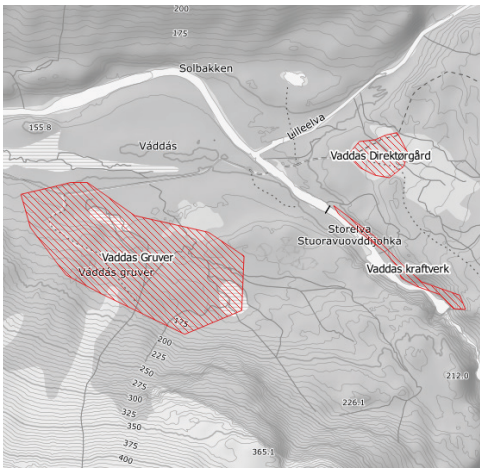 200
175
Solbakken
Lilleelva
155.8
Váddás
Vaddas Direktørgård
Storelva
Stuoravuovddijohka
Vaddas Gruver
Váddás gruver
Vaddas kraftverk
175
200
225
250
275
300
325
350
375
400
212.0
226.1
365.1